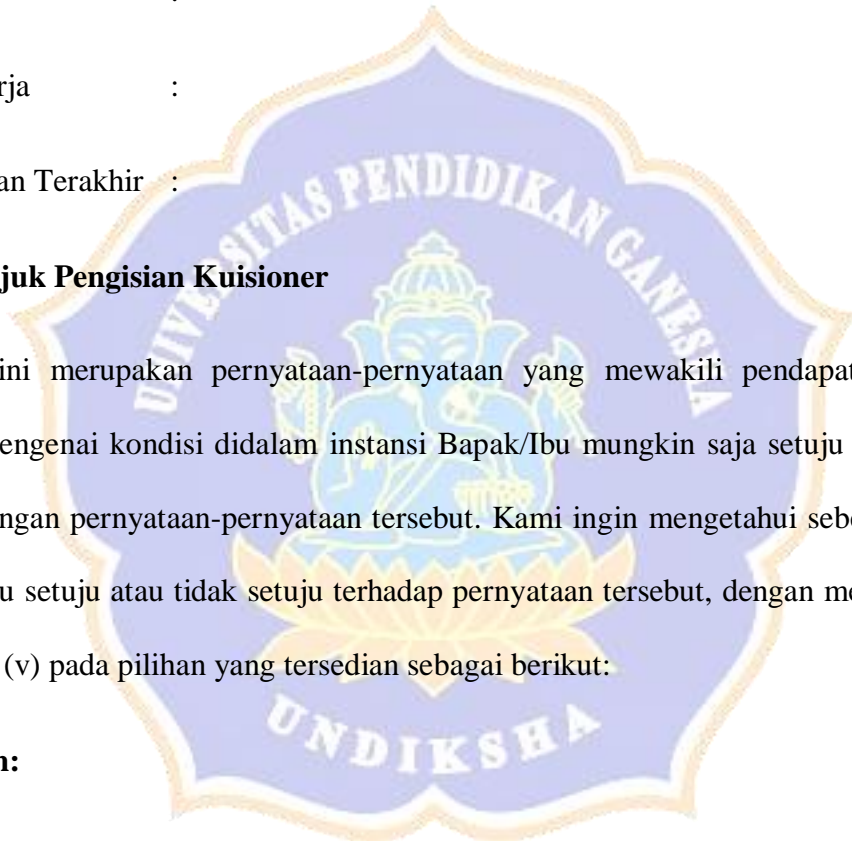 :
rja :
an Terakhir :
juk Pengisian Kuisioner
ini merupakan pernyataan-pernyataan yang mewakili pendapat
engenai kondisi didalam instansi Bapak/Ibu mungkin saja setuju
ngan pernyataan-pernyataan tersebut. Kami ingin mengetahui sebe
u setuju atau tidak setuju terhadap pernyataan tersebut, dengan me
(v) pada pilihan yang tersedian sebagai berikut:
n:
UNIVERSITAS PENDIDIKAN GANESHA
UNDIKSHA